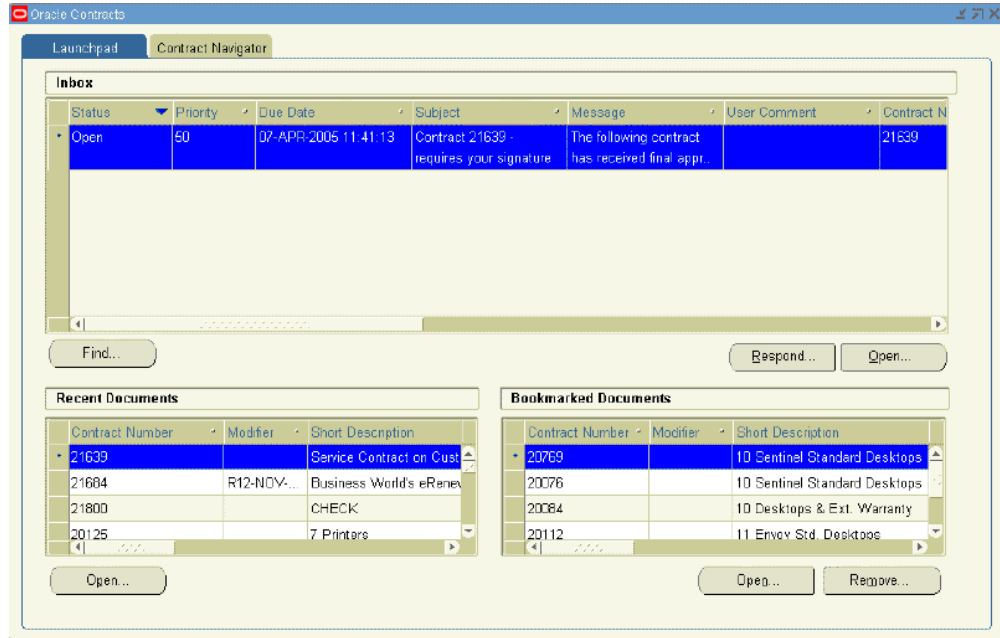 Oracle Contracts
Launchpad Contract Navigator
Inbox
Status Priority Due Date Subject Message User Comment Contract N
Open 50 07-APR-2005 11:41:13 Contract 21639 - The following contract 21639
requires your signature has received final appr..
Find... Respond... Open...
Recent Documents Bookmarked Documents
Contract Number Modifier Short Description Contract Number Modifier Short Description
21639 Service Contract on Cust 20769 10 Sentinel Standard Desktops
21684 R12-NOV-... Business World's eRenew 20076 10 Sentinel Standard Desktops
21800 CHECK 20084 10 Desktops & Ext. Warranty
20125 7 Printers 20112 11 Envoy Std. Desktops
Open... Open... Remove...